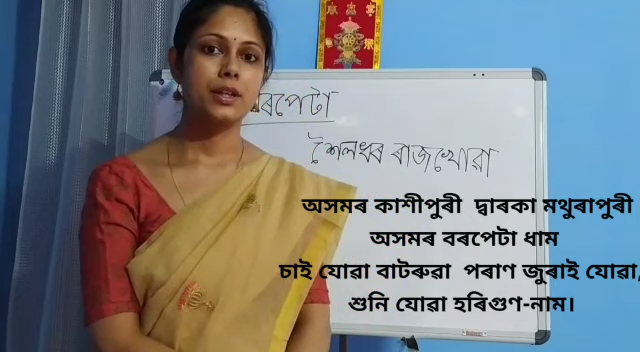 বৰপেটা
শৈলধৰ ৰাজখোৱা
অসমৰ কাশীপুৰী দ্বাৰকা মথুৰাপুৰী
অসমৰ বৰপেটা ধাম
চাই যোৱা বাটৰুৱা পৰাণ জুৰাই যোৱা,
শুনি যোৱা হৰিগুণ-নাম।